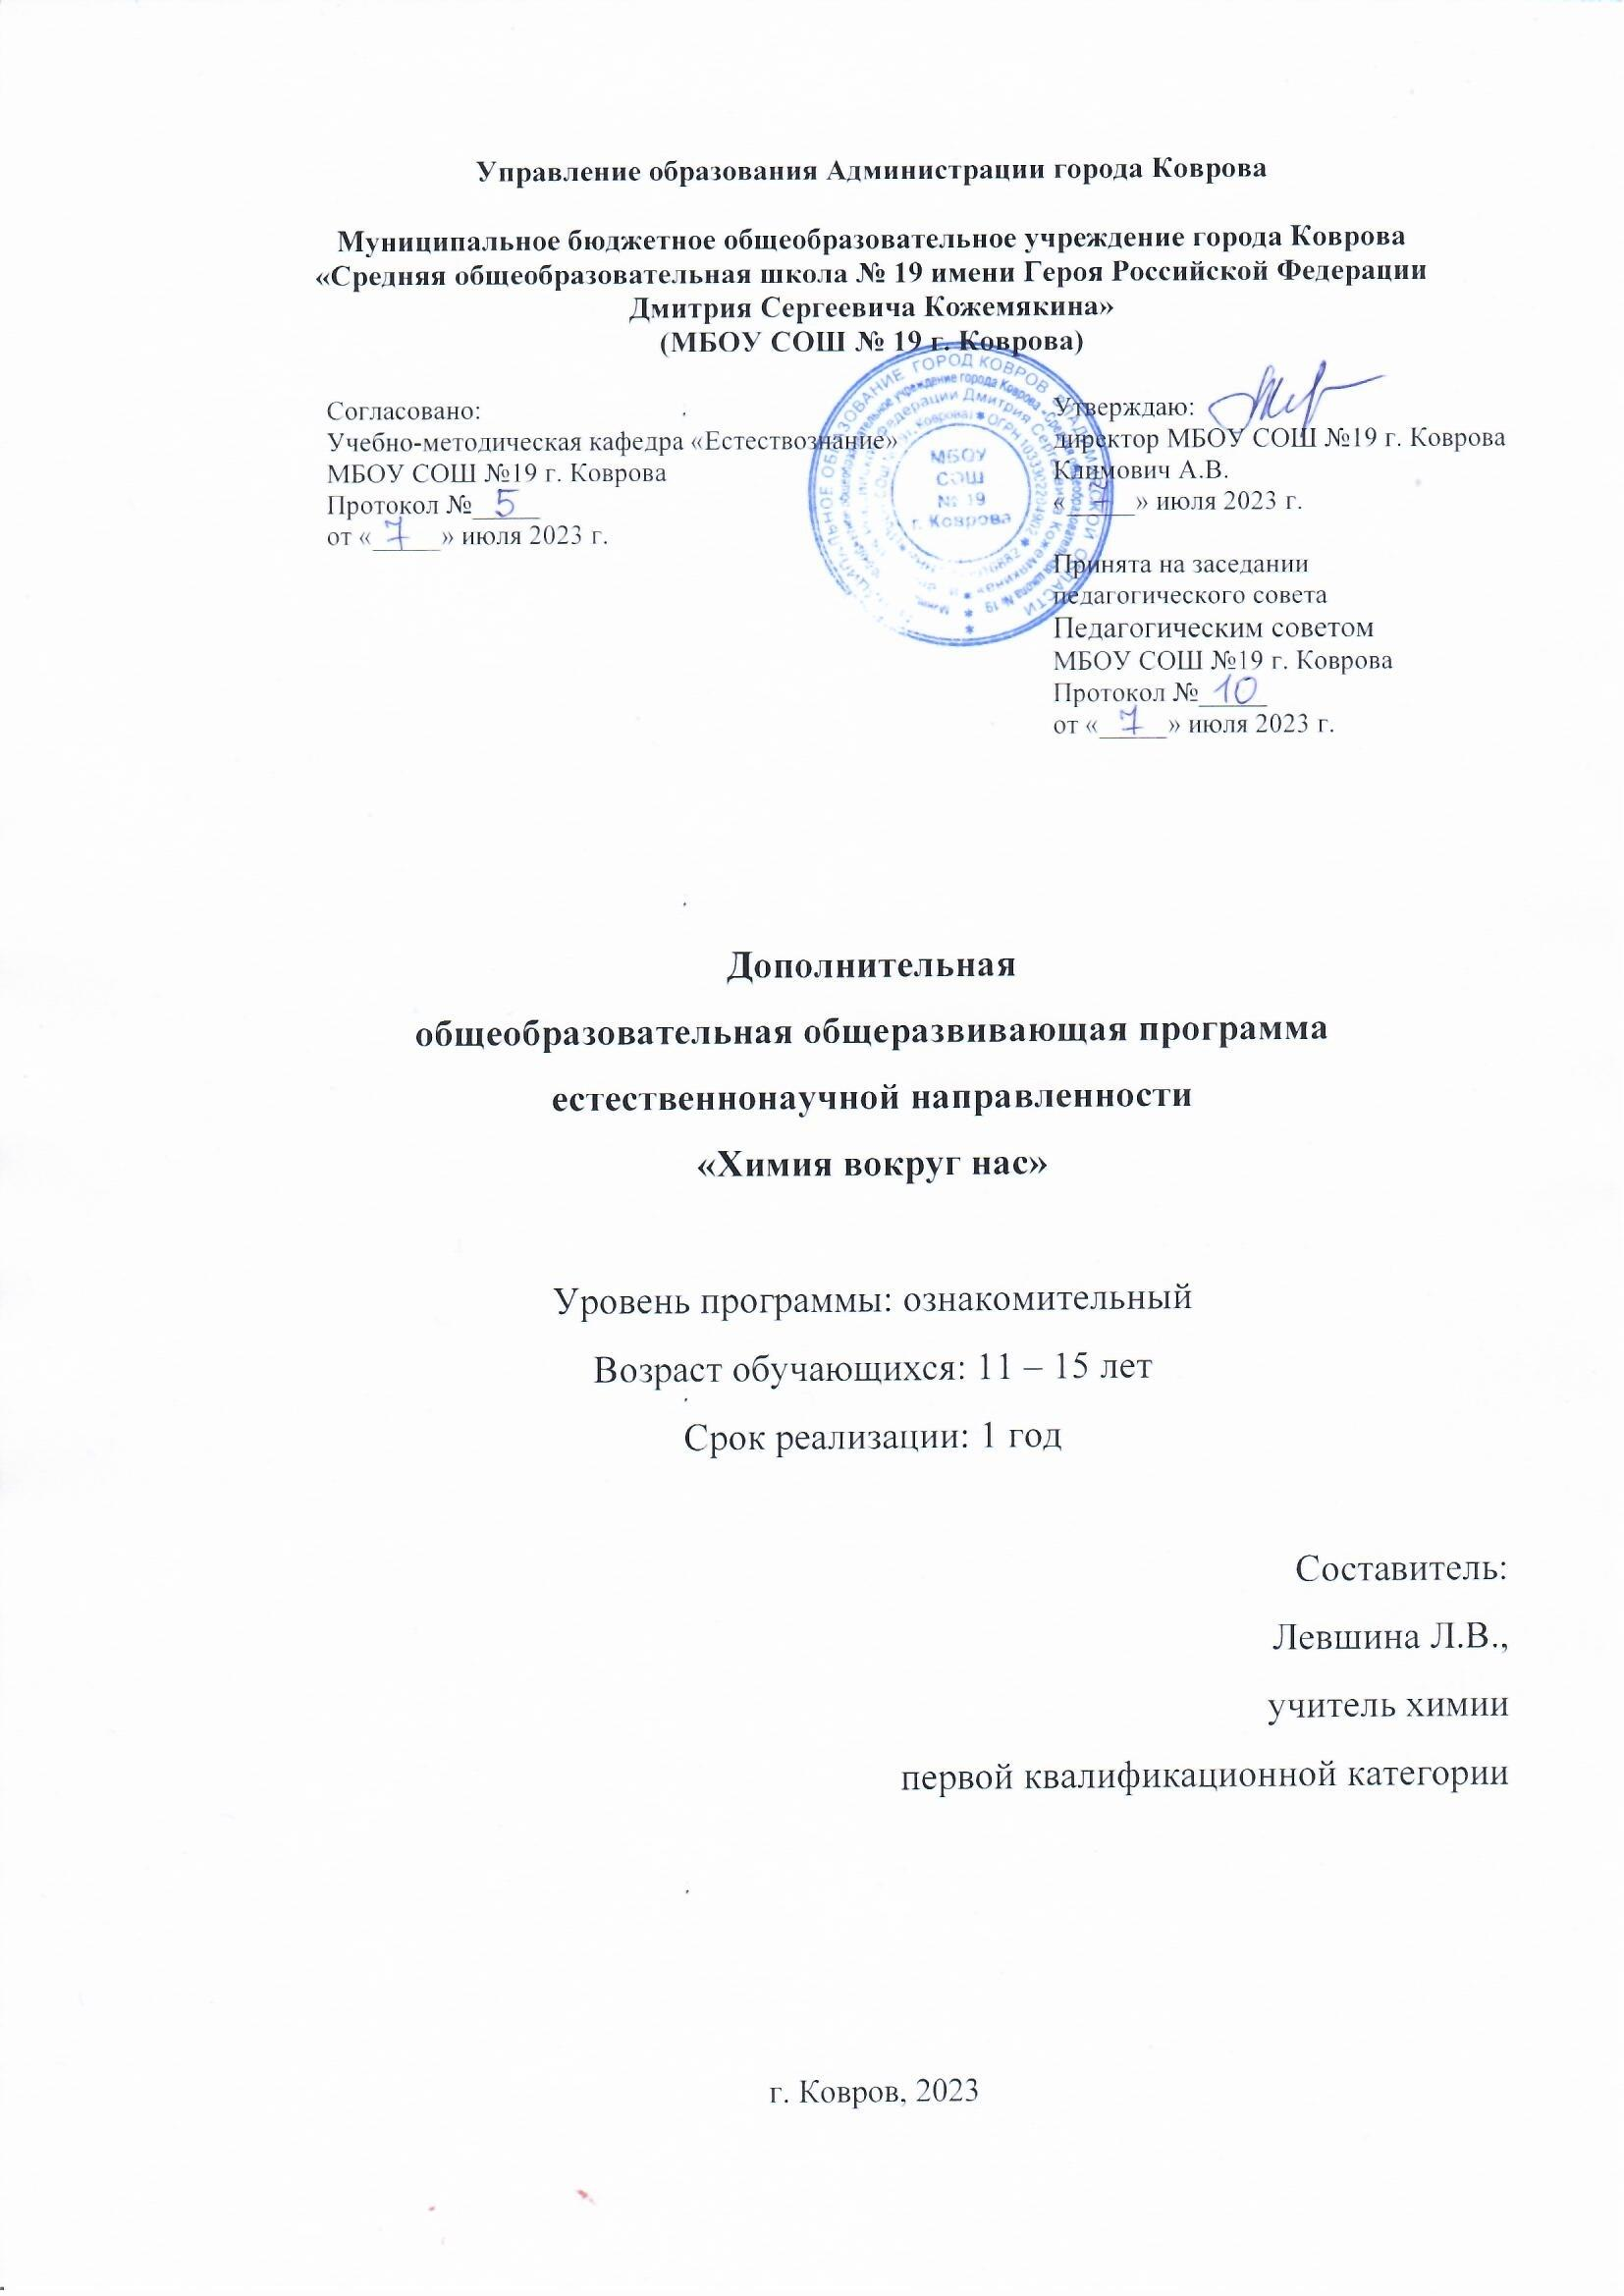 Управление образования Администрации города Коврова
Муниципальное бюджетное общеобразовательное учреждение города Коврова
«Средняя общеобразовательная школа № 19 имени Героя Российской Федерации
Дмитрия Сергеевича Кожемякина»
(МБОУ СОШ № 19 г. Коврова)
Согласовано:
Учебно-методическая кафедра «Естествознание»
МБОУ СОШ №19 г. Коврова
Протокол № 5
от « 7 » июля 2023 г.
МБОУ
СОШ
№ 19
г. Коврова
Утверждаю:
директор МБОУ СОШ №19 г. Коврова
Климович А.В.
« 7 » июля 2023 г.
Принята на заседании
педагогического совета
Педагогическим советом
МБОУ СОШ №19 г. Коврова
Протокол № 10
от « 7 » июля 2023 г.
Дополнительная
общеобразовательная общеразвивающая программа
естественнонаучной направленности
«Химия вокруг нас»
Уровень программы: ознакомительный
Возраст обучающихся: 11 – 15 лет
Срок реализации: 1 год
Составитель:
Левшина Л.В.,
учитель химии
первой квалификационной категории
г. Ковров, 2023